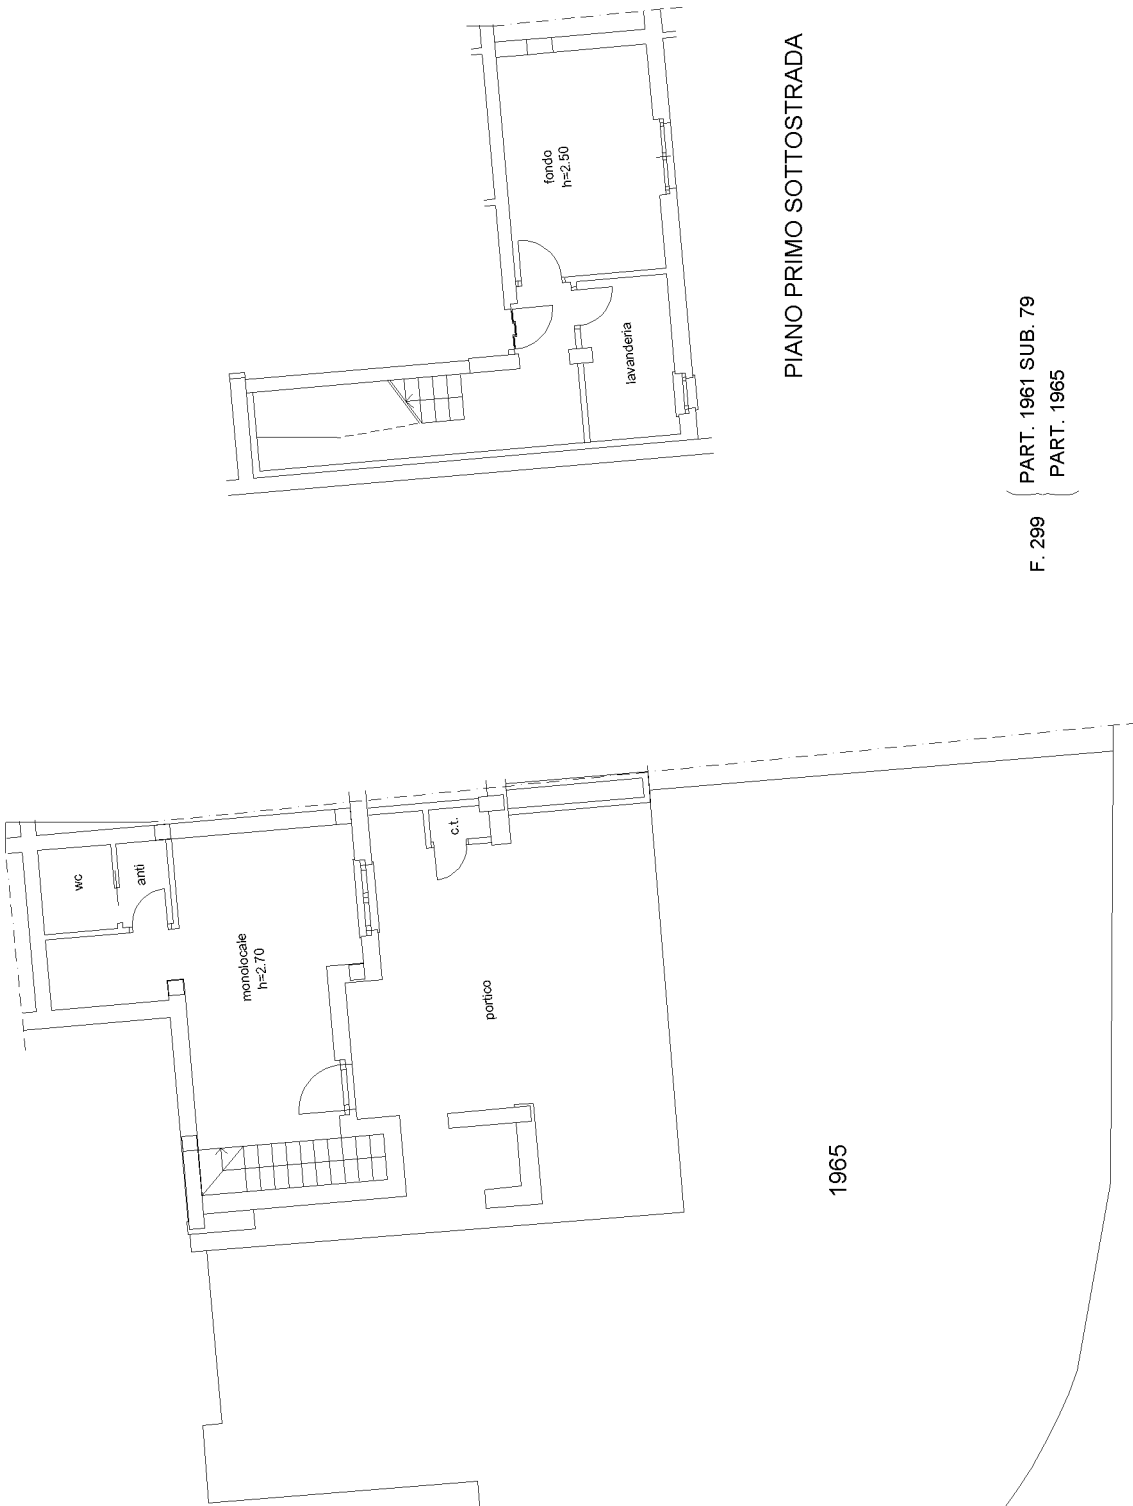 wc
anti
monolocale
h=2.70
c.t.
portico
1965
fondo
h=2.50
lavanderia
PIANO PRIMO SOTTOSTRADA
F. 299
PART. 1961 SUB. 79
PART. 1965